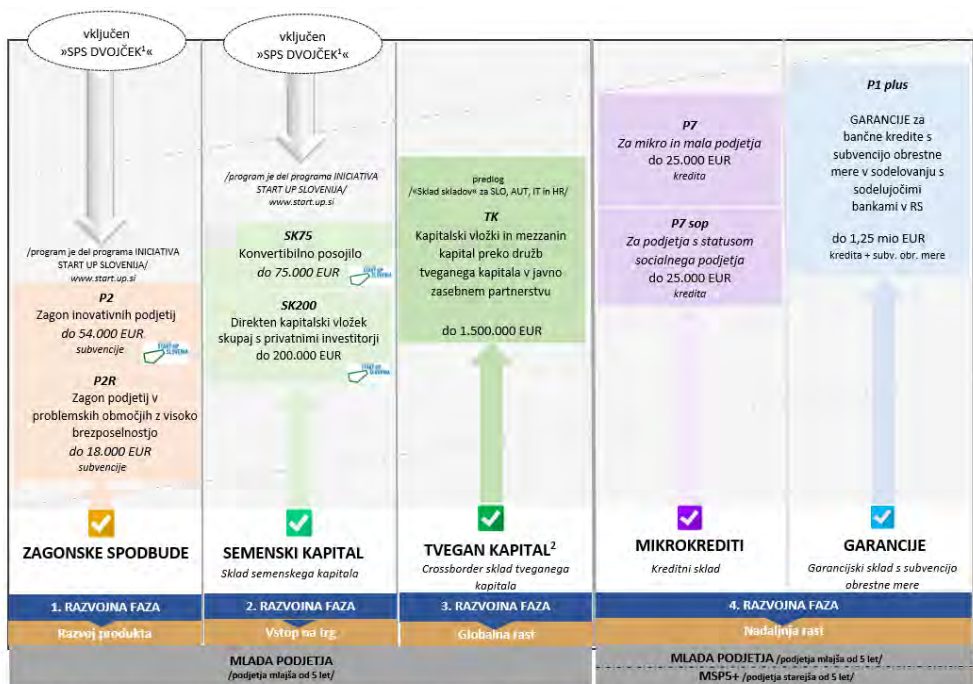 vključen
»SPS DVOJČEK¹«
/program je del programa INICIATIVA
START UP SLOVENIJA/
www.start.up.si
P2
Zagon inovativnih podjetij
do 54.000 EUR
subvencije
START:UP
SLOVENIA
P2R
Zagon podjetij v
problemskih območjih z visoko
brezposelnostjo
do 18.000 EUR
subvencije
ZAGONSKE SPODBUDE
1. RAZVOJNA FAZA
Razvoj produkta
vključen
»SPS DVOJČEK¹«
/program je del programa INICIATIVA
START UP SLOVENIJA/
www.start.up.si
SK75
Konvertibilno posojilo
do 75.000 EUR
START:UP
SLOVENIA
SK200
Direkten kapitalski vložek
skupaj s privatnimi investitorji
do 200.000 EUR
START:UP
SLOVENIA
SEMENSKI KAPITAL
Sklad semenskega kapitala
2. RAZVOJNA FAZA
Vstop na trg
predlog
/«Sklad skladov« za SLO, AUT, IT in HR/
TK
Kapitalski vložki in mezzanin
kapital preko družb
tveganega kapitala v javno
zasebnem partnerstvu
do 1.500.000 EUR
TVEGAN KAPITAL²
Crossborder sklad tveganega
kapitala
3. RAZVOJNA FAZA
Globalna rast
P7
Za mikro in mala podjetja
do 25.000 EUR
kredita
P7 sop
Za podjetja s statusom
socialnega podjetja
do 25.000 EUR
kredita
MIKROKREDITI
Kreditni sklad
P1 plus
GARANCIJE za
bančne kredite s
subvencijo obrestne
mere v sodelovanju s
sodelujočimi
bankami v RS
do 1,25 mio EUR
kredita + subv. obr. mere
GARANCIJE
Garancijski sklad s subvencijo
obrestne mere
4. RAZVOJNA FAZA
Nadaljnja rast
MLADA PODJETJA
/podjetja mlajša od 5 let/
MLADA PODJETJA /podjetja mlajša od 5 let/
MSP5+ /podjetja starejša od 5 let/